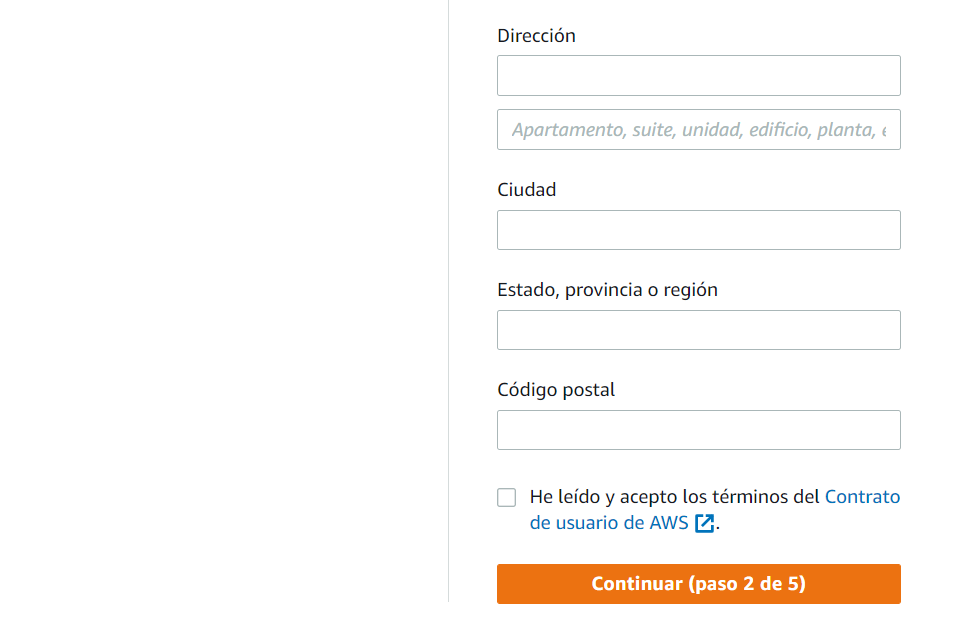 Dirección
Apartamento, suite, unidad, edificio, planta,
Ciudad
Estado, provincia o región
Código postal
He leído y acepto los términos del Contrato
de usuario de AWS.
Continuar (paso 2 de 5)